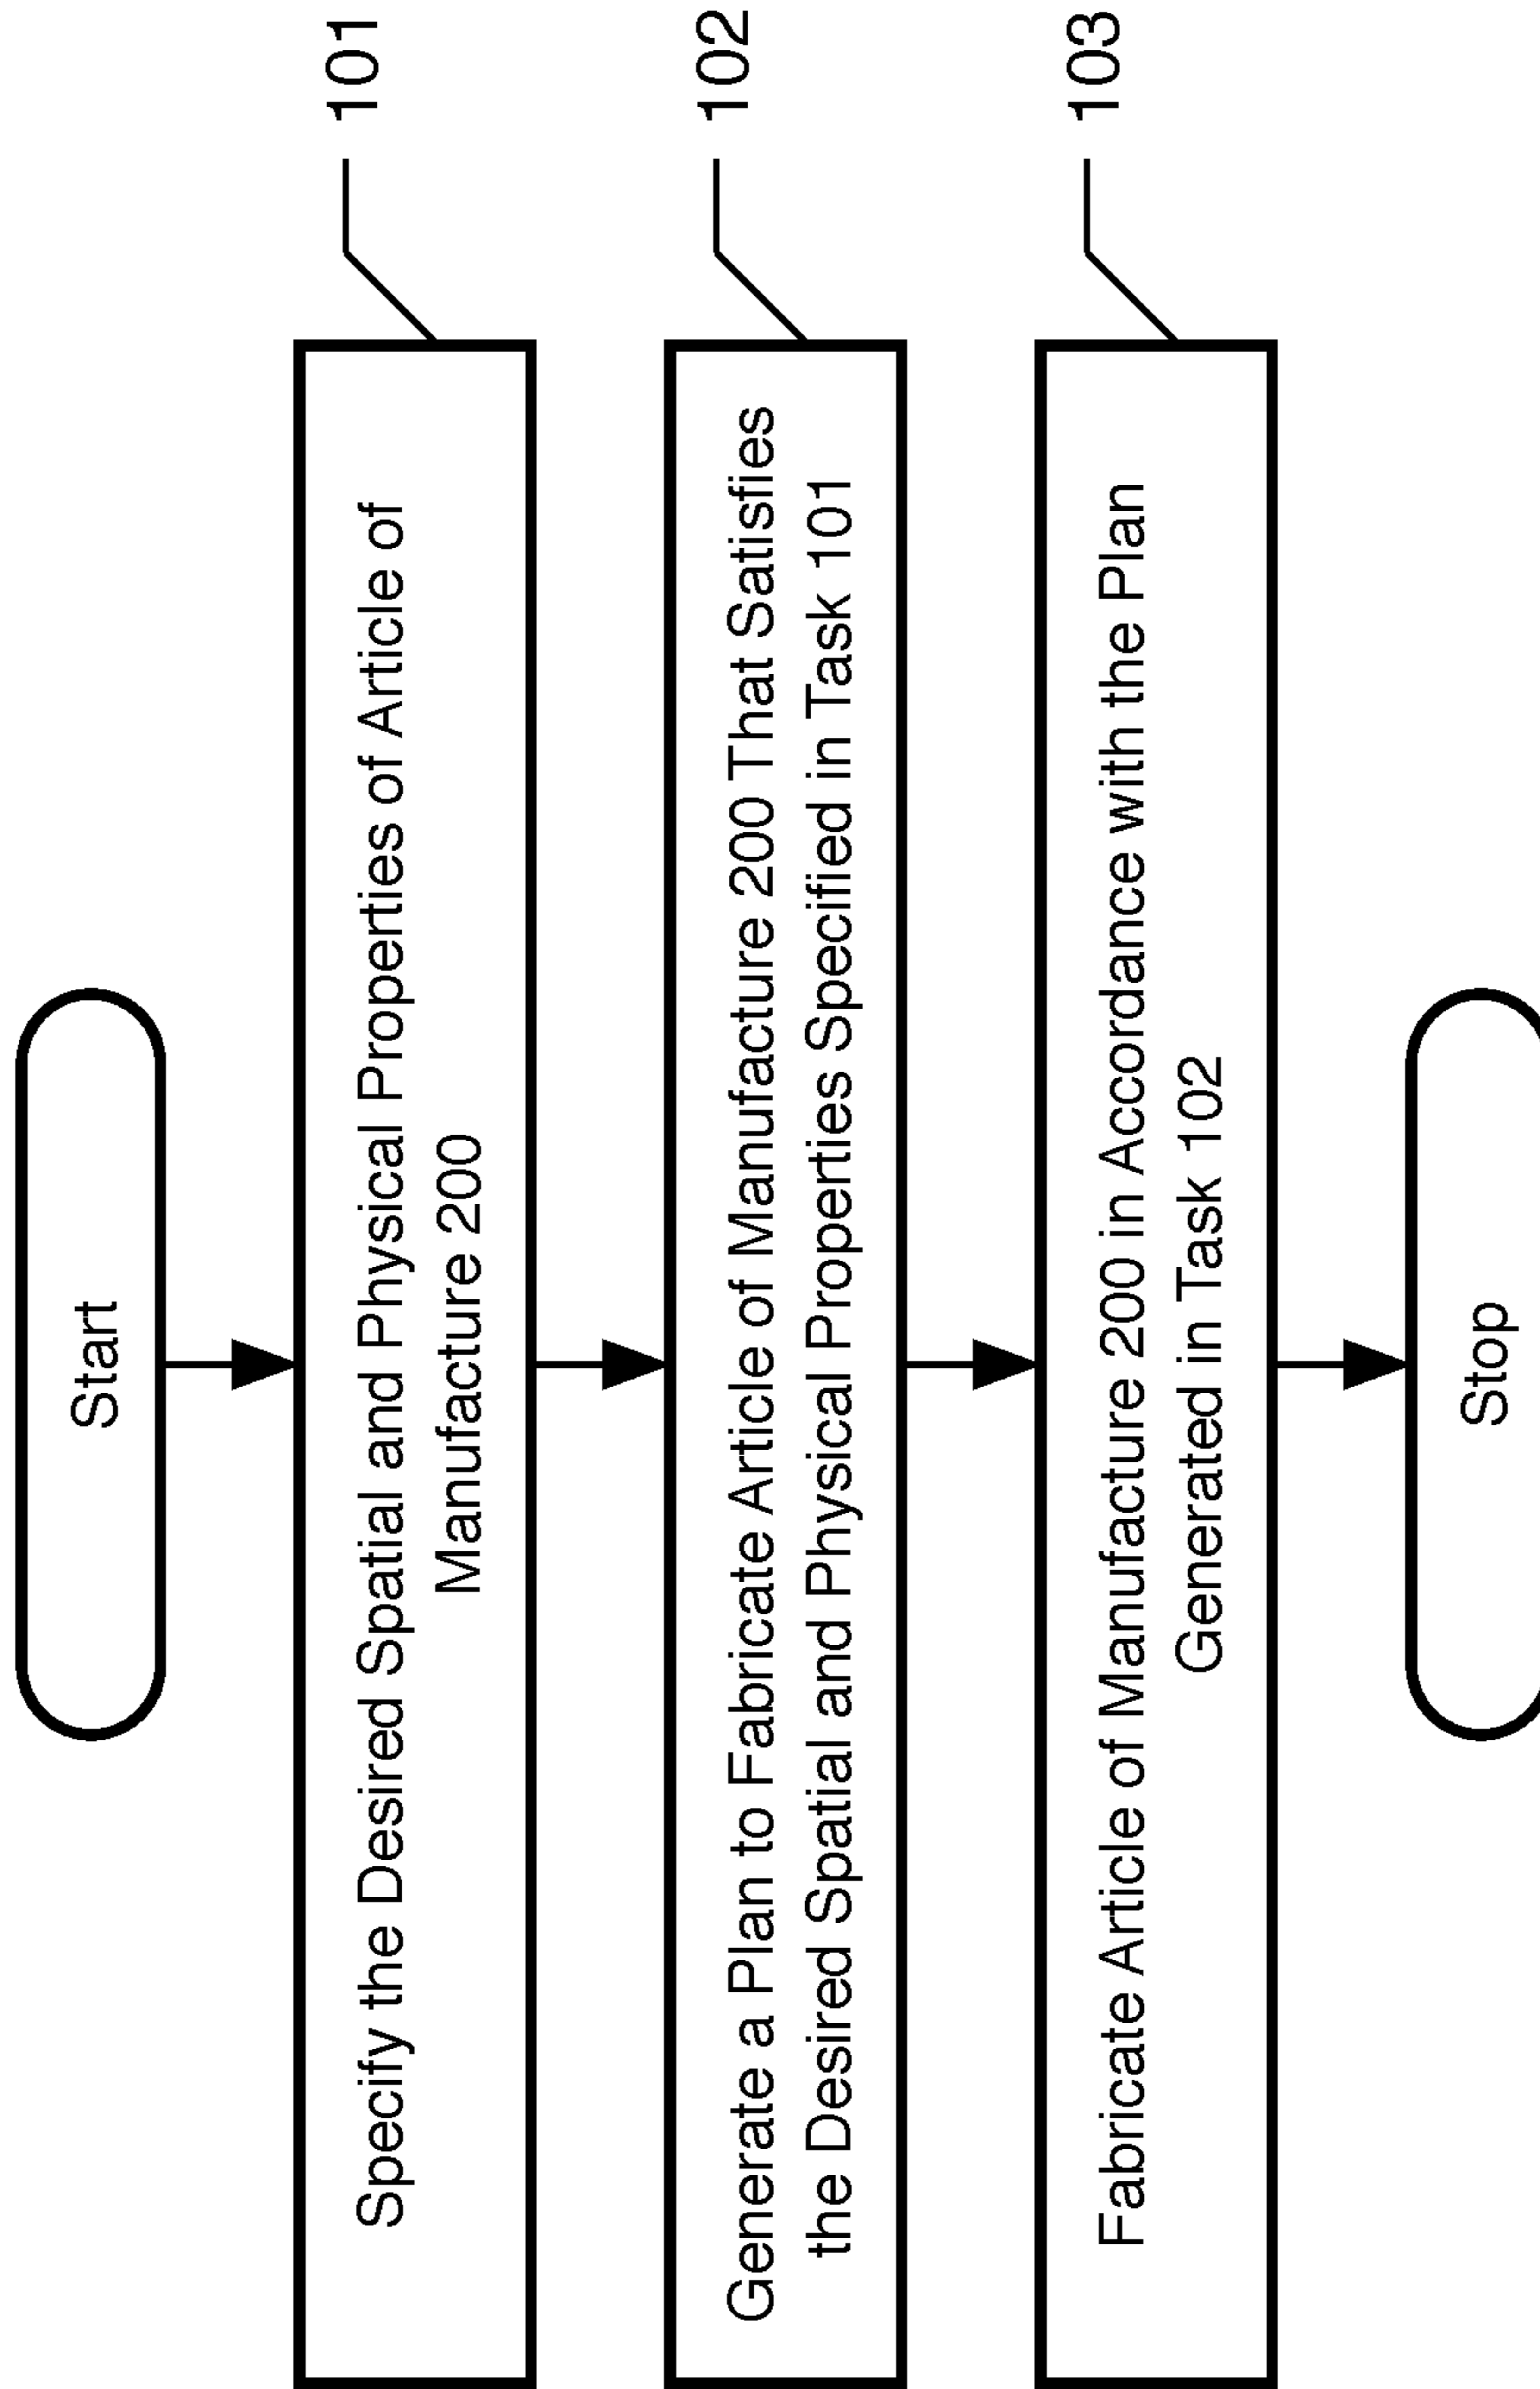 Start
Specify the Desired Spatial and Physical Properties of Article of
Manufacture 200
101
Generate a Plan to Fabricate Article of Manufacture 200 That Satisfies
the Desired Spatial and Physical Properties Specified in Task 101
102
Fabricate Article of Manufacture 200 in Accordance with the Plan
Generated in Task 102
103
Stop